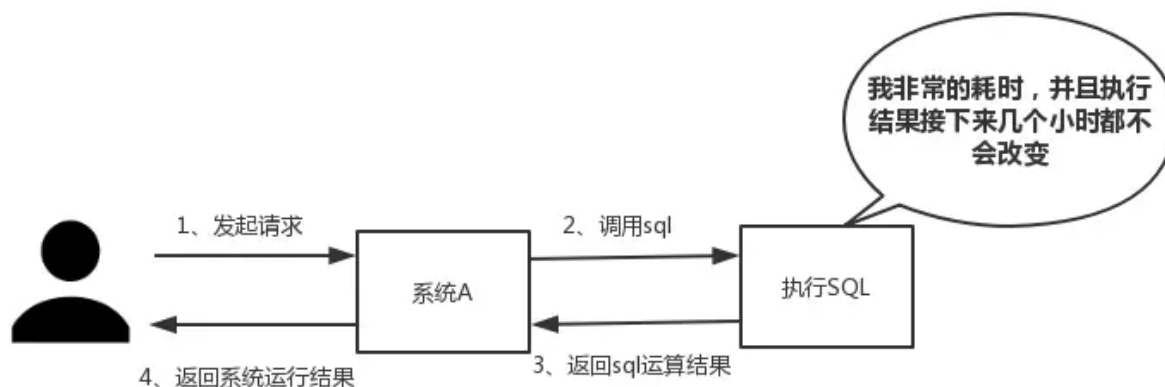 我非常的耗时，并且执行
结果接下来几个小时都不
会改变
1、发起请求
2、调用sql
系统A
执行SQL
3、返回sql运算结果
4、返回系统运行结果